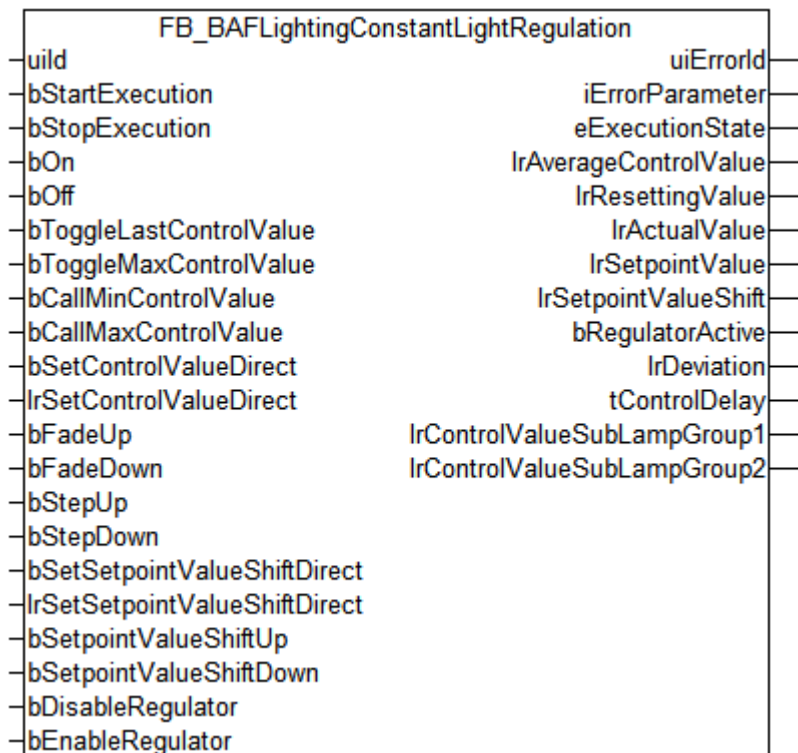 FB_BAFLightingConstantLightRegulation
uiId uiErrorId
bStartExecution iErrorParameter
bStopExecution eExecutionState
bOn lrAverageControlValue
bOff lrResettingValue
bToggleLastControlValue lrActualValue
bToggleMaxControlValue lrSetpointValue
bCallMinControlValue lrSetpointValueShift
bCallMaxControlValue bRegulatorActive
bSetControlValueDirect lrDeviation
lrSetControlValueDirect tControlDelay
bFadeUp lrControlValueSubLampGroup1
bFadeDown lrControlValueSubLampGroup2
bStepUp
bStepDown
bSetSetpointValueShiftDirect
lrSetSetpointValueShiftDirect
bSetpointValueShiftUp
bSetpointValueShiftDown
bDisableRegulator
bEnableRegulator